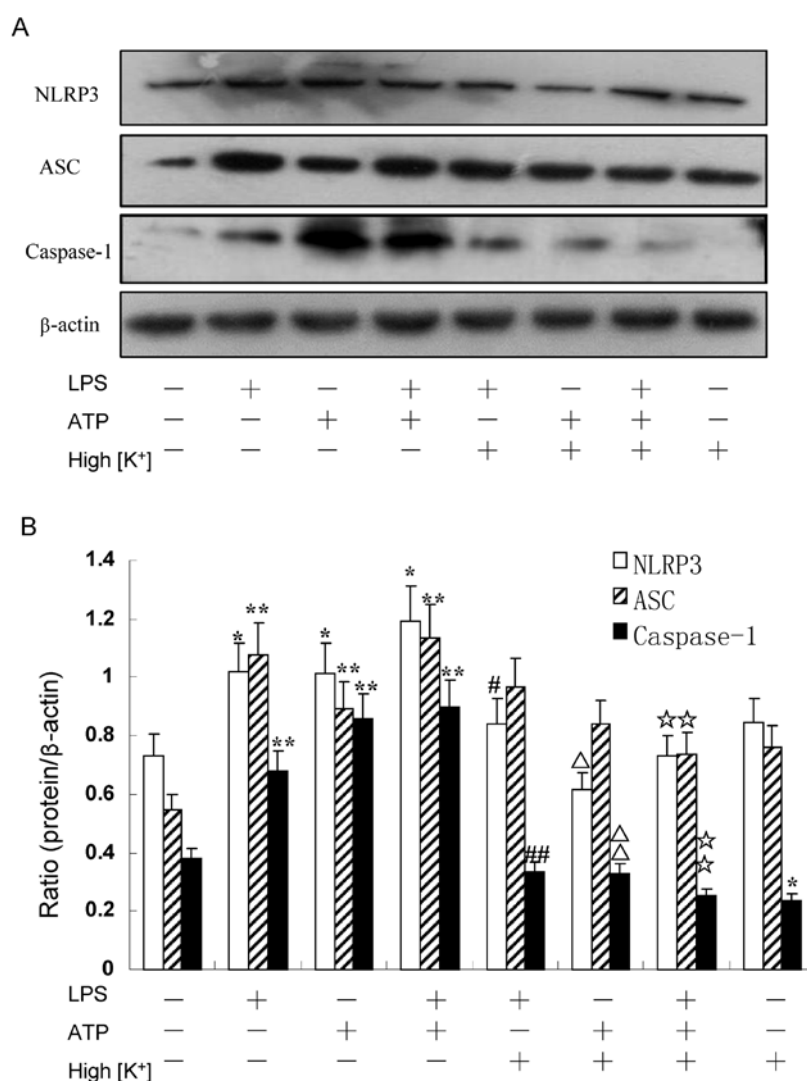 A
NLRP3
ASC
Caspase-1
β-actin
LPS − + − + + − + −
ATP − − + + − + + −
High [K⁺] − − − − + + + +
B
Ratio (protein/β-actin)
1.4
1.2
1
0.8
0.6
0.4
0.2
0
NLRP3
ASC
Caspase-1
* ** ** * ** ** * ** ** # ## △ △△ ☆ ☆ ☆☆ *
LPS − + − + + − + −
ATP − − + + − + + −
High [K⁺] − − − − + + + +